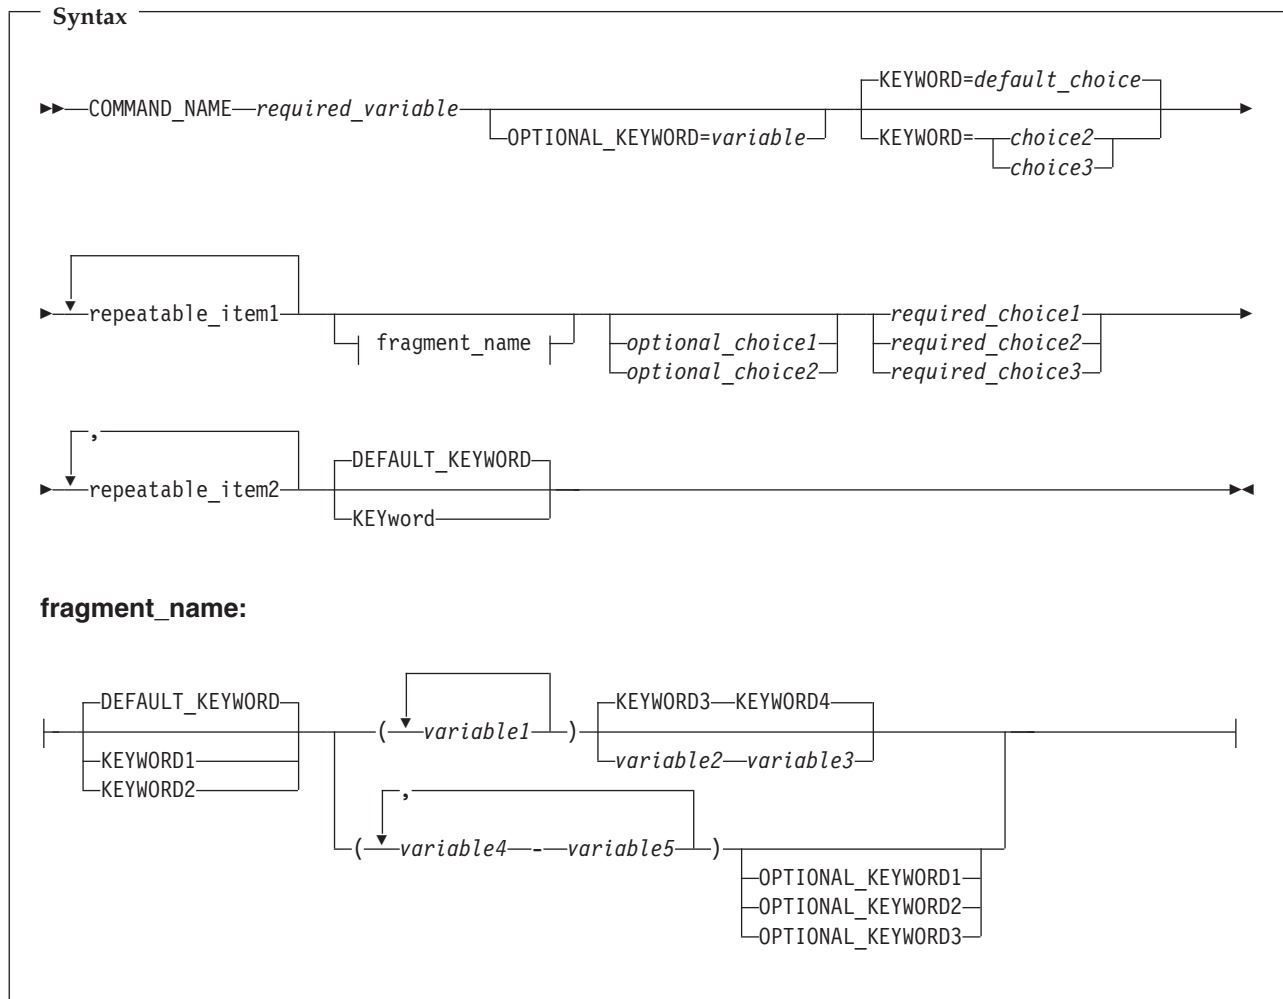 Syntax
KEYWORD=default_choice
COMMAND_NAME required_variable
OPTIONAL_KEYWORD=variable KEYWORD= choice2
choice3
repeatable_item1 required_choice1
fragment_name optional_choice1 required_choice2
optional_choice2 required_choice3
,
DEFAULT_KEYWORD
repeatable_item2
KEYword
fragment_name:
DEFAULT_KEYWORD KEYWORD3 KEYWORD4
( variable1 )
KEYWORD1 variable2 variable3
KEYWORD2
,
( variable4 - variable5 )
OPTIONAL_KEYWORD1
OPTIONAL_KEYWORD2
OPTIONAL_KEYWORD3